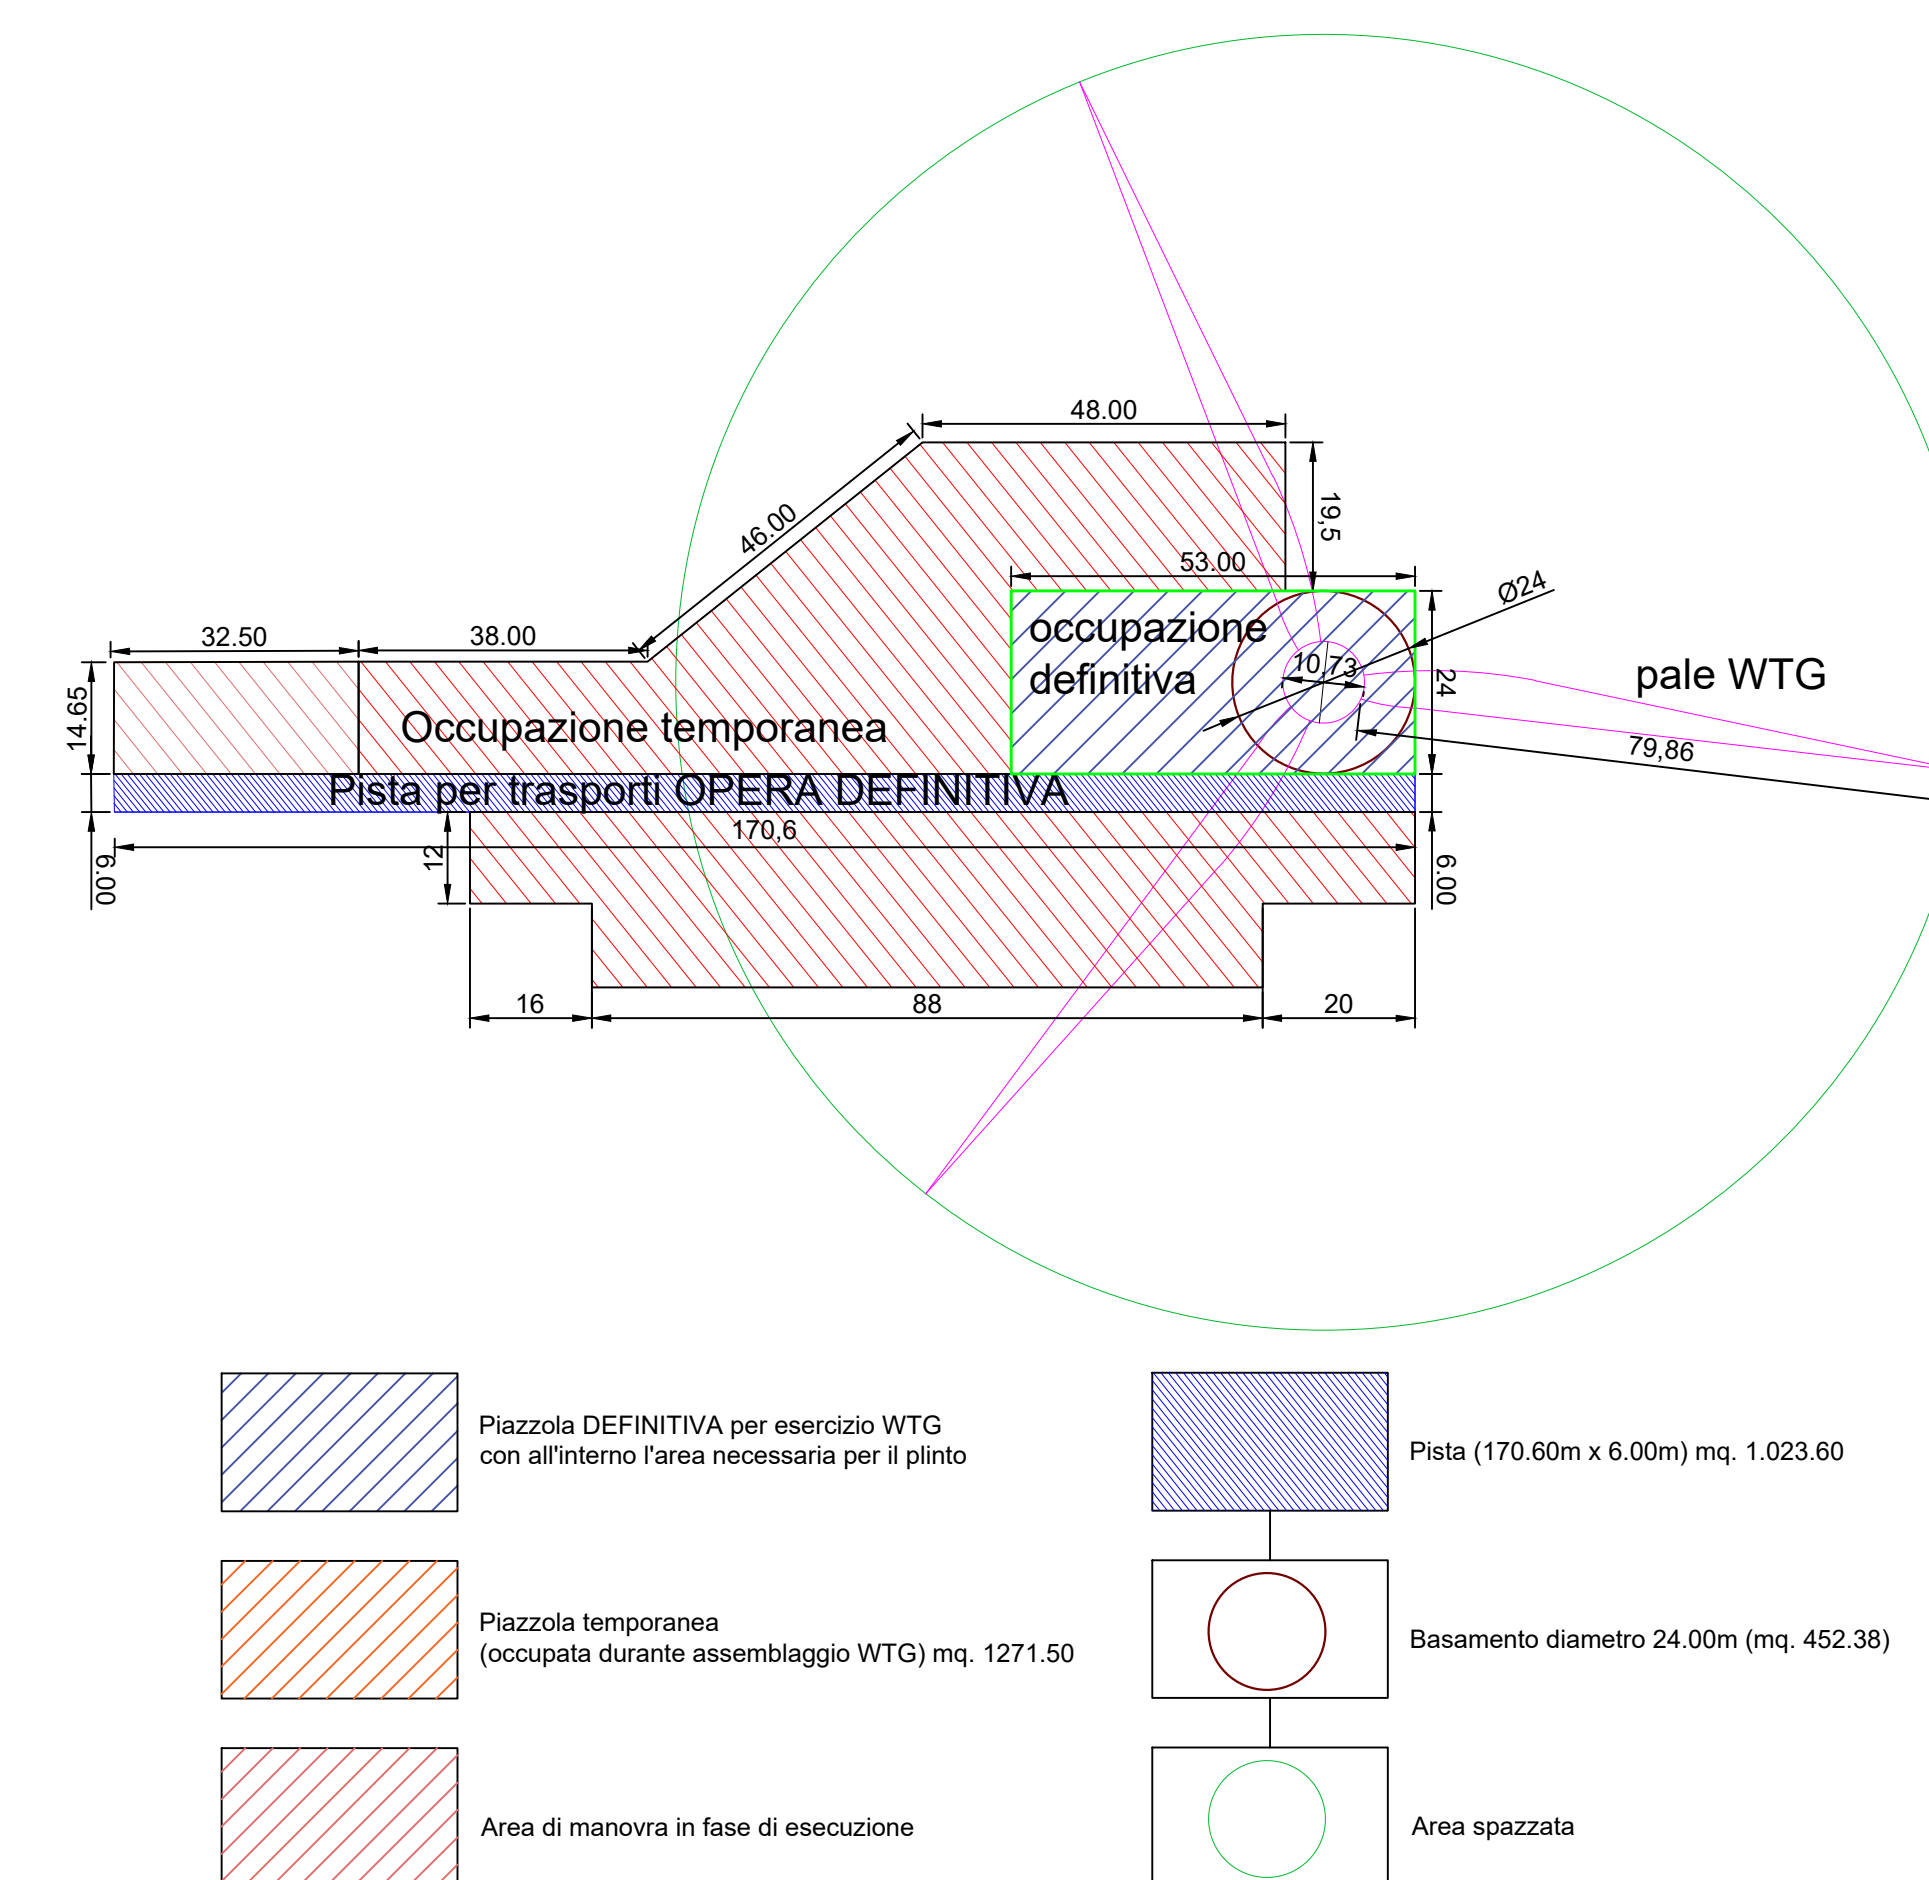 48.00
46.00
19,5
53.00
Ø24
32.50
38.00
occupazione
definitiva
10.73
24
pale WTG
14.65
Occupazione temporanea
79,86
Pista per trasporti OPERA DEFINITIVA
170,6
12
6.00
6.00
16
88
20
Piazzola DEFINITIVA per esercizio WTG
con all'interno l'area necessaria per il plinto
Pista (170.60m x 6.00m) mq. 1.023.60
Piazzola temporanea
(occupata durante assemblaggio WTG) mq. 1271.50
Basamento diametro 24.00m (mq. 452.38)
Area di manovra in fase di esecuzione
Area spazzata